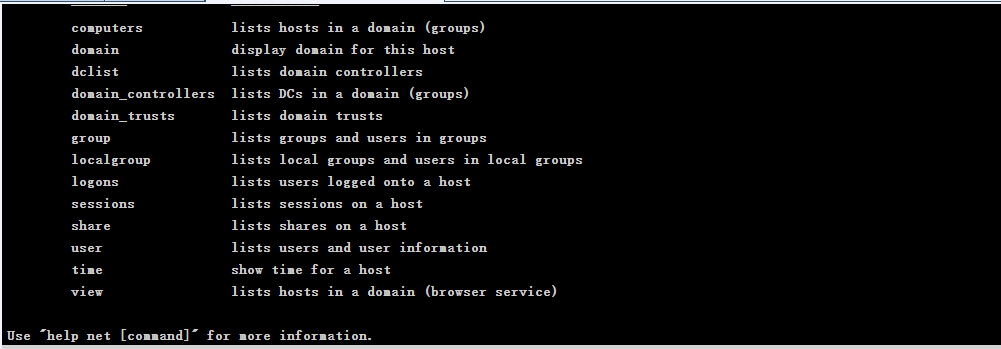 computers lists hosts in a domain (groups)
domain display domain for this host
dclist lists domain controllers
domain_controllers lists DCs in a domain (groups)
domain_trusts lists domain trusts
group lists groups and users in groups
localgroup lists local groups and users in local groups
logons lists users logged onto a host
sessions lists sessions on a host
share lists shares on a host
user lists users and user information
time show time for a host
view lists hosts in a domain (browser service)
Use "help net [command]" for more information.